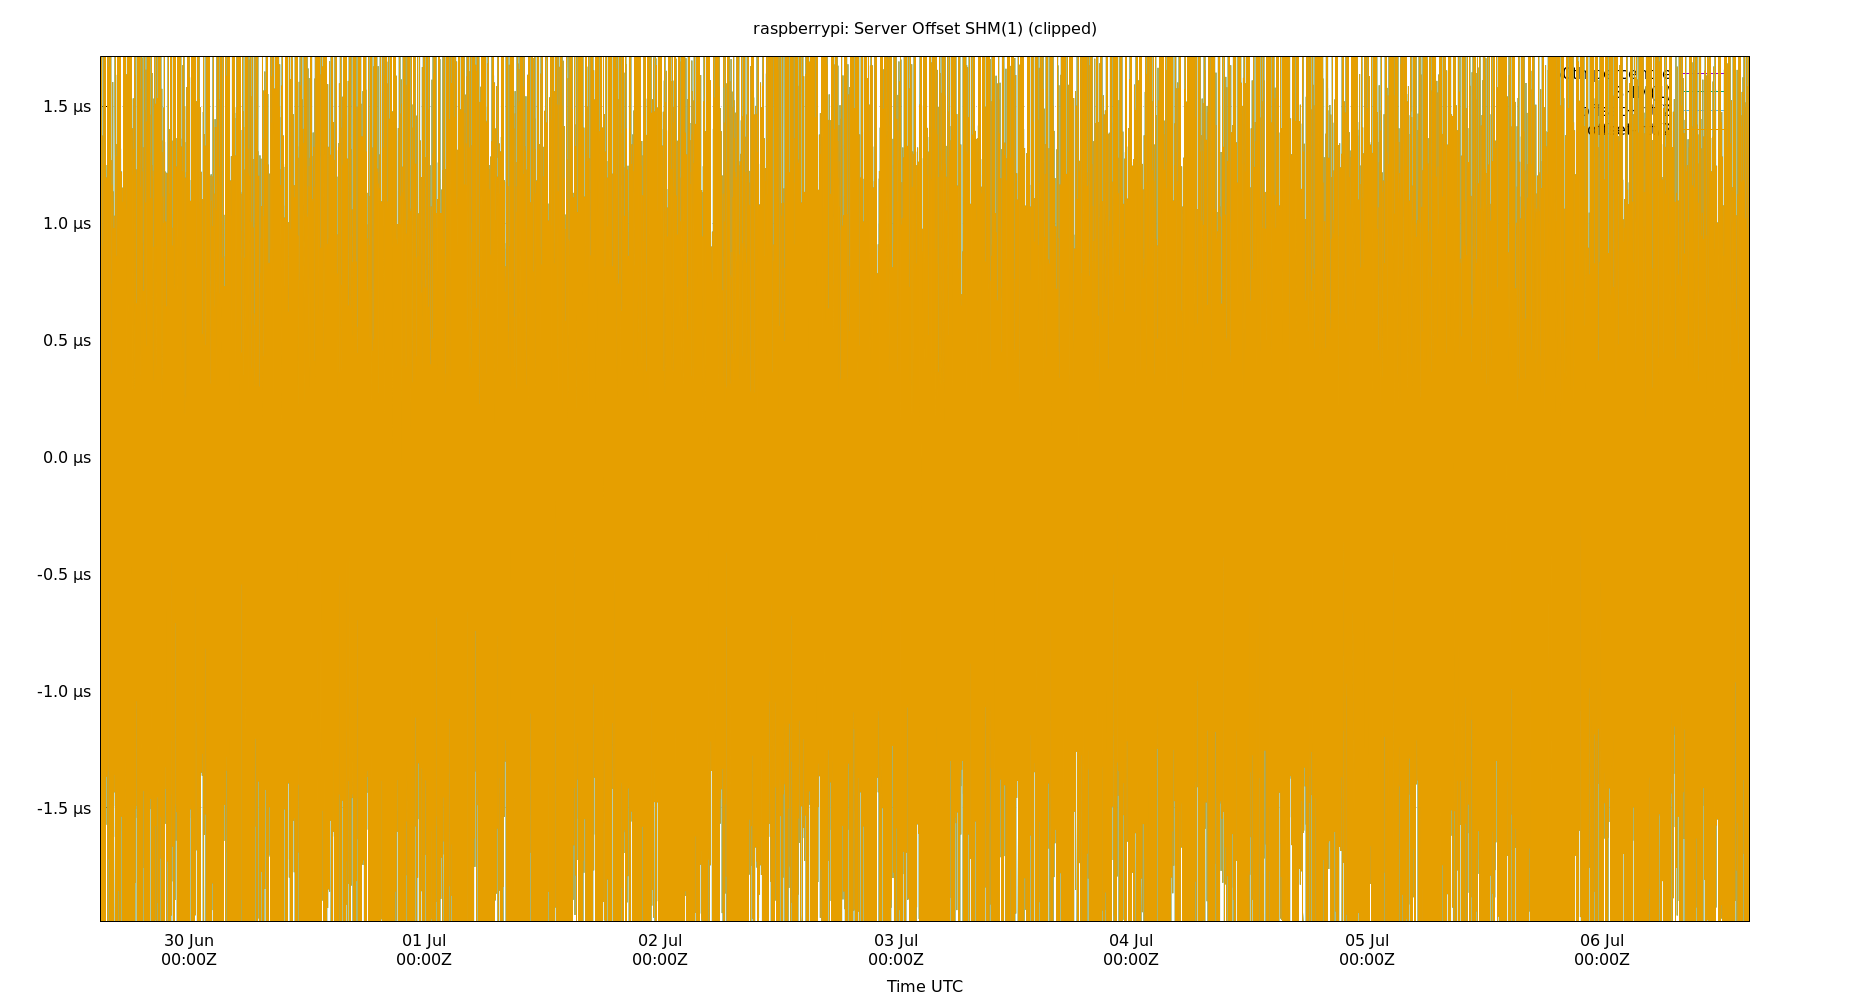 raspberrypi: Server Offset SHM(1) (clipped)
1.5 µs
1.0 µs
0.5 µs
0.0 µs
-0.5 µs
-1.0 µs
-1.5 µs
30 Jun 01 Jul 02 Jul 03 Jul 04 Jul 05 Jul 06 Jul
00:00Z 00:00Z 00:00Z 00:00Z 00:00Z 00:00Z 00:00Z
Time UTC